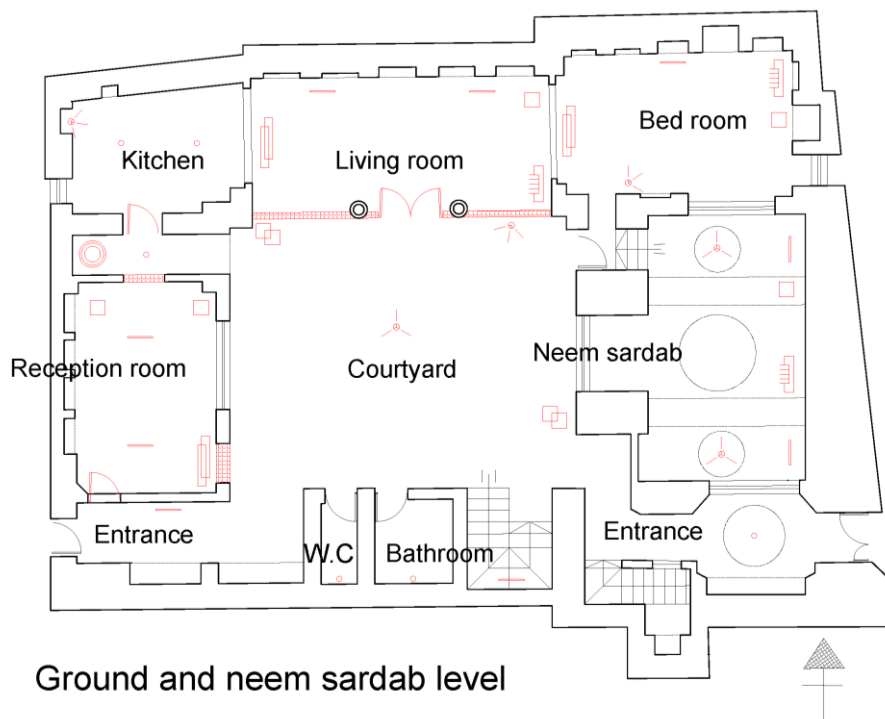 Bed room
Kitchen
Living room
Neem sardab
Reception room
Courtyard
Entrance
W.C
Bathroom
Entrance
Ground and neem sardab level